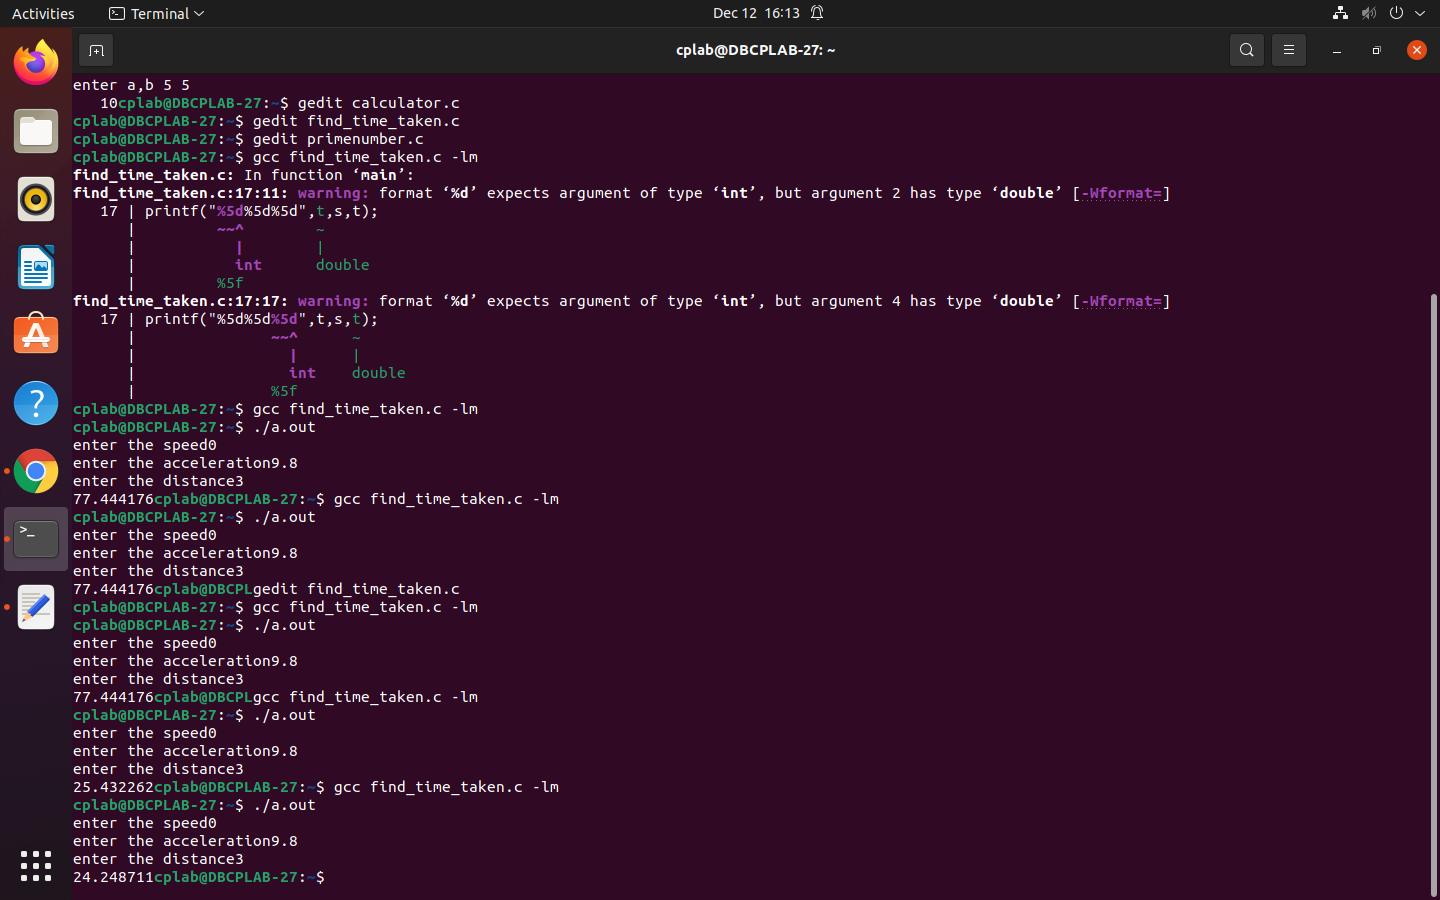 Activities
Terminal
Dec 12 16:13
cplab@DBCPLAB-27: ~
enter a,b 5 5
   10cplab@DBCPLAB-27:~$ gedit calculator.c
cplab@DBCPLAB-27:~$ gedit find_time_taken.c
cplab@DBCPLAB-27:~$ gedit primenumber.c
cplab@DBCPLAB-27:~$ gcc find_time_taken.c -lm
find_time_taken.c: In function ‘main’:
find_time_taken.c:17:11: warning: format ‘%d’ expects argument of type ‘int’, but argument 2 has type ‘double’ [-Wformat=]
   17 | printf("%5d%5d%5d",t,s,t);
      |         ~~^        ~
      |           |        |
      |           int      double
      |         %5f
find_time_taken.c:17:17: warning: format ‘%d’ expects argument of type ‘int’, but argument 4 has type ‘double’ [-Wformat=]
   17 | printf("%5d%5d%5d",t,s,t);
      |               ~~^      ~
      |                 |      |
      |                 int    double
      |               %5f
cplab@DBCPLAB-27:~$ gcc find_time_taken.c -lm
cplab@DBCPLAB-27:~$ ./a.out
enter the speed0
enter the acceleration9.8
enter the distance3
77.444176cplab@DBCPLAB-27:~$ gcc find_time_taken.c -lm
cplab@DBCPLAB-27:~$ ./a.out
enter the speed0
enter the acceleration9.8
enter the distance3
77.444176cplab@DBCPLgedit find_time_taken.c
cplab@DBCPLAB-27:~$ gcc find_time_taken.c -lm
cplab@DBCPLAB-27:~$ ./a.out
enter the speed0
enter the acceleration9.8
enter the distance3
77.444176cplab@DBCPLgcc find_time_taken.c -lm
cplab@DBCPLAB-27:~$ ./a.out
enter the speed0
enter the acceleration9.8
enter the distance3
25.432262cplab@DBCPLAB-27:~$ gcc find_time_taken.c -lm
cplab@DBCPLAB-27:~$ ./a.out
enter the speed0
enter the acceleration9.8
enter the distance3
24.248711cplab@DBCPLAB-27:~$